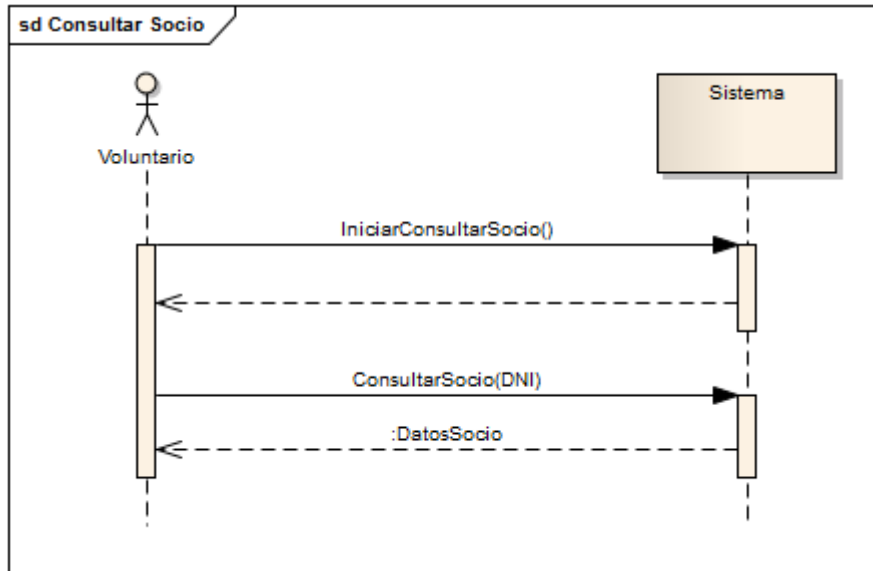 sd Consultar Socio
Voluntario
Sistema
IniciarConsultarSocio()
ConsultarSocio(DNI)
:DatosSocio